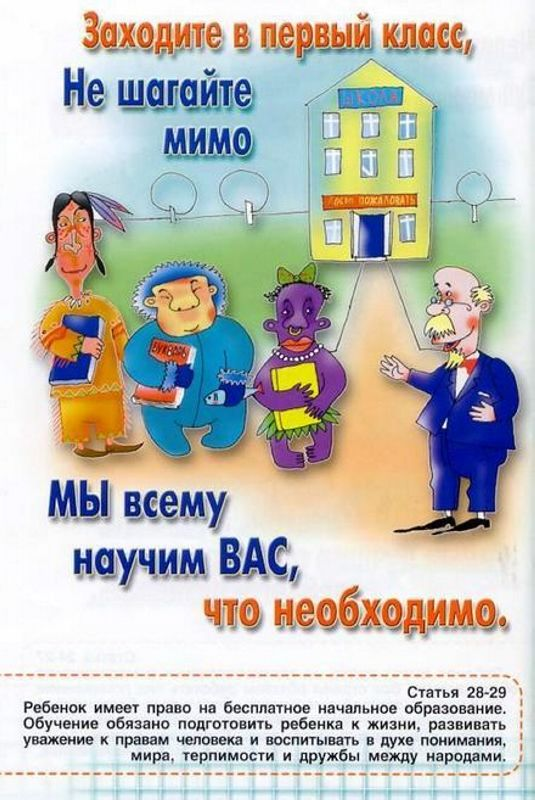 Заходите в первый класс,
Не шагайте
мимо
ШКОЛА
ДОБРО ПОЖАЛОВАТЬ
БУКВАРЬ
МЫ всему
научим ВАС,
что необходимо.
Статья 28-29
Ребенок имеет право на бесплатное начальное образование.
Обучение обязано подготовить ребенка к жизни, развивать
уважение к правам человека и воспитывать в духе понимания,
мира, терпимости и дружбы между народами.